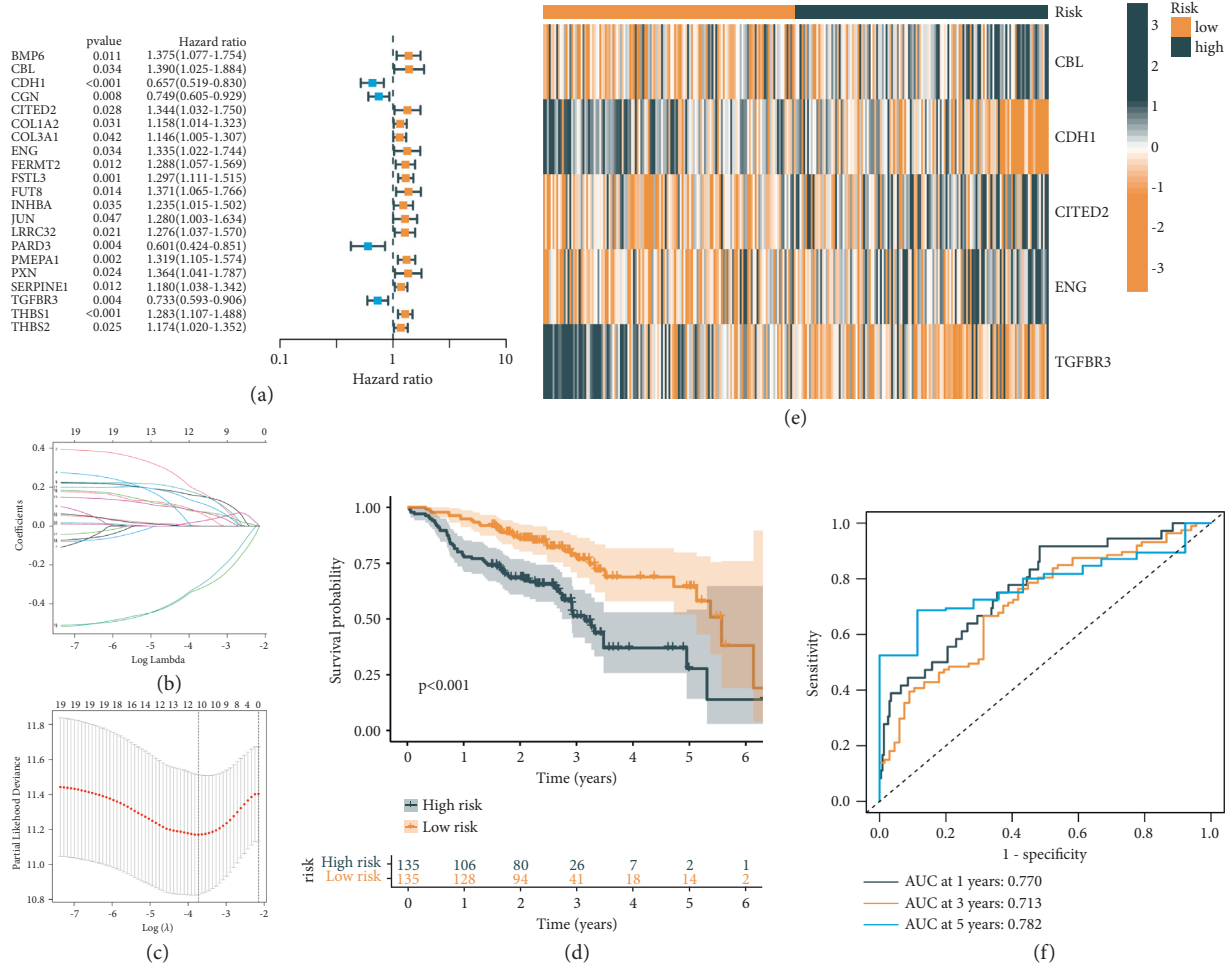 pvalue Hazard ratio
BMP6 0.011 1.375(1.077-1.754)
CBL 0.034 1.390(1.025-1.884)
CDH1 <0.001 0.657(0.519-0.830)
CGN 0.008 0.749(0.605-0.929)
CITED2 0.028 1.344(1.032-1.750)
COL1A2 0.031 1.158(1.014-1.323)
COL3A1 0.042 1.146(1.005-1.307)
ENG 0.034 1.335(1.022-1.744)
FERMT2 0.012 1.288(1.057-1.569)
FSTL3 0.001 1.297(1.111-1.515)
FUT8 0.014 1.371(1.065-1.766)
INHBA 0.035 1.235(1.015-1.502)
JUN 0.047 1.280(1.003-1.634)
LRRC32 0.021 1.276(1.037-1.570)
PARD3 0.004 0.601(0.424-0.851)
PMEPA1 0.002 1.319(1.105-1.574)
PXN 0.024 1.364(1.041-1.787)
SERPINE1 0.012 1.180(1.038-1.342)
TGFBR3 0.004 0.733(0.593-0.906)
THBS1 <0.001 1.283(1.107-1.488)
THBS2 0.025 1.174(1.020-1.352)
0.1 1 10
Hazard ratio
(a)
Risk
CBL
CDH1
CITED2
ENG
TGFBR3
3
2
1
0
-1
-2
-3
Risk
low
high
(e)
19 19 13 12 9 0
0.4
0.2
0.0
-0.2
-0.4
Coefficients
-7 -6 -5 -4 -3 -2
Log Lambda
(b)
19 19 19 19 18 16 14 12 12 10 10 9 8 4 0
11.8
11.6
11.4
11.2
11.0
10.8
Partial Likelihood Deviance
-7 -6 -5 -4 -3 -2
Log (λ)
(c)
1.00
0.75
0.50
0.25
0.00
Survival probability
p<0.001
0 1 2 3 4 5 6
Time (years)
High risk
Low risk
risk
High risk 135 106 80 26 7 2 1
Low risk 135 128 94 41 18 14 2
0 1 2 3 4 5 6
Time (years)
(d)
1.0
0.8
0.6
0.4
0.2
0.0
Sensitivity
0.0 0.2 0.4 0.6 0.8 1.0
1 - specificity
AUC at 1 years: 0.770
AUC at 3 years: 0.713
AUC at 5 years: 0.782
(f)